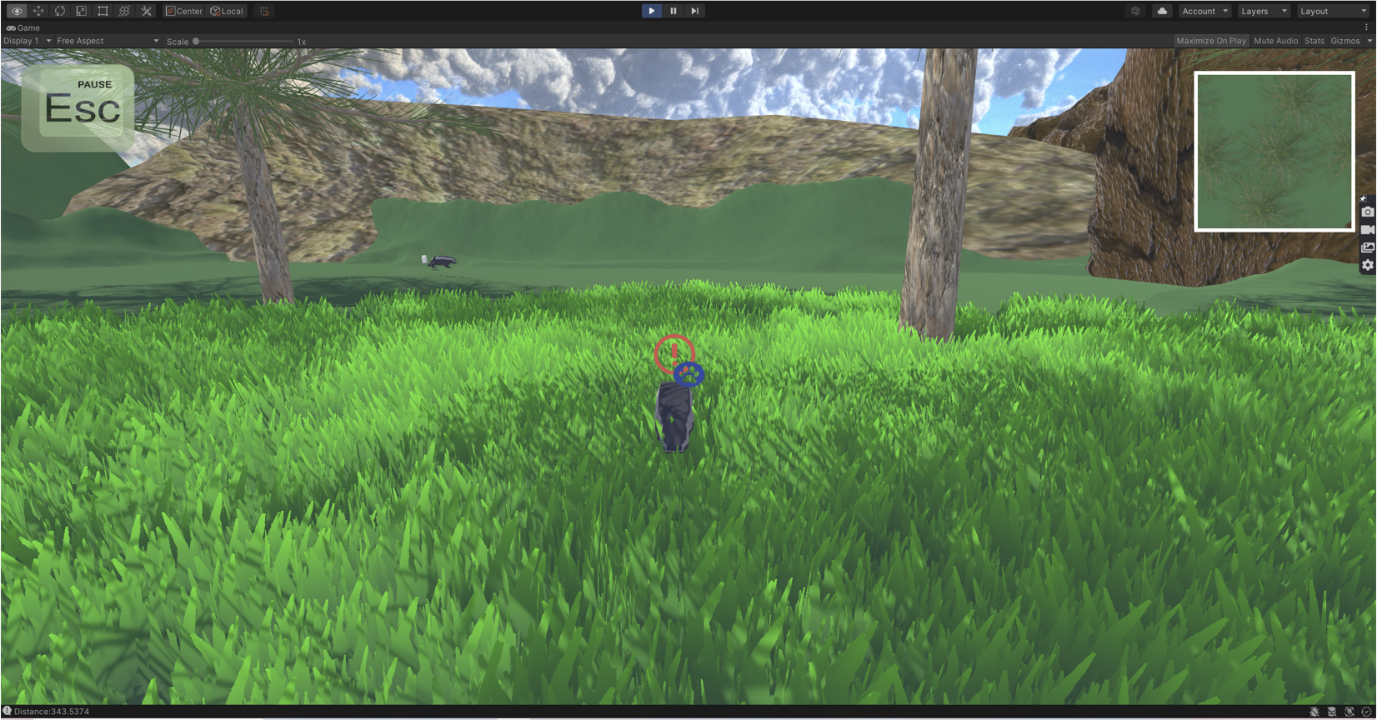 Center Local Account Layers Layout
Game
Display 1 Free Aspect Scale 1x Maximize On Play Mute Audio Stats Gizmos
PAUSE
Esc
!
Distance:343.5374